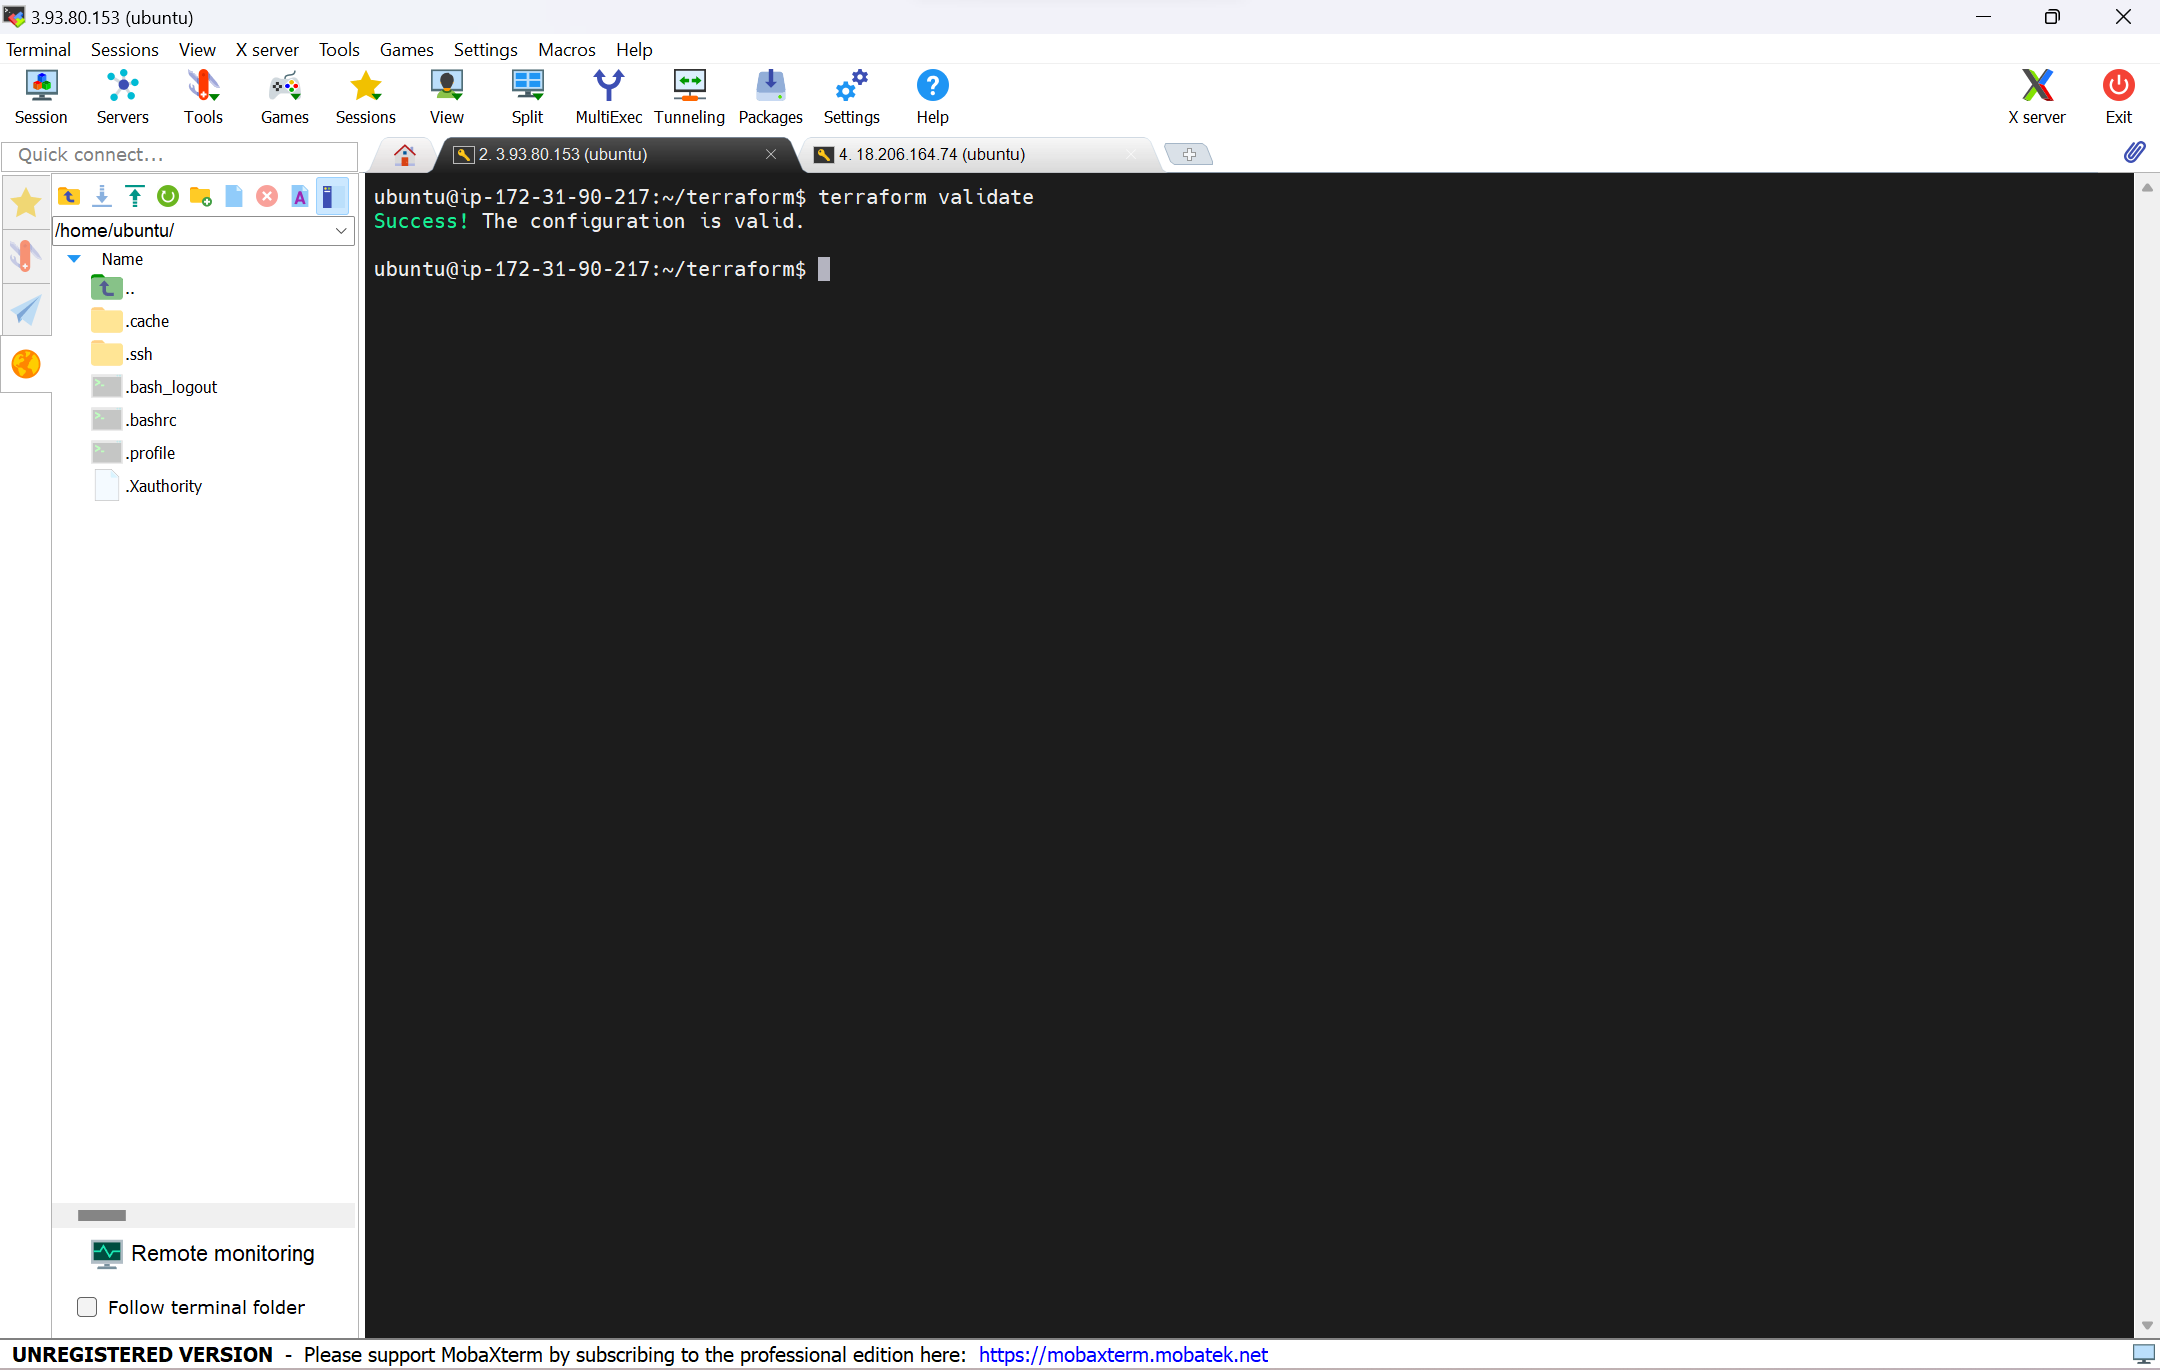 3.93.80.153 (ubuntu)
Terminal Sessions View X server Tools Games Settings Macros Help
Session Servers Tools Games Sessions View Split MultiExec Tunneling Packages Settings Help X server Exit
Quick connect...
2. 3.93.80.153 (ubuntu)
4. 18.206.164.74 (ubuntu)
/home/ubuntu/
Name
..
.cache
.ssh
.bash_logout
.bashrc
.profile
.Xauthority
Remote monitoring
Follow terminal folder
ubuntu@ip-172-31-90-217:~/terraform$ terraform validate
Success! The configuration is valid.
ubuntu@ip-172-31-90-217:~/terraform$
UNREGISTERED VERSION - Please support MobaXterm by subscribing to the professional edition here: https://mobaxterm.mobatek.net